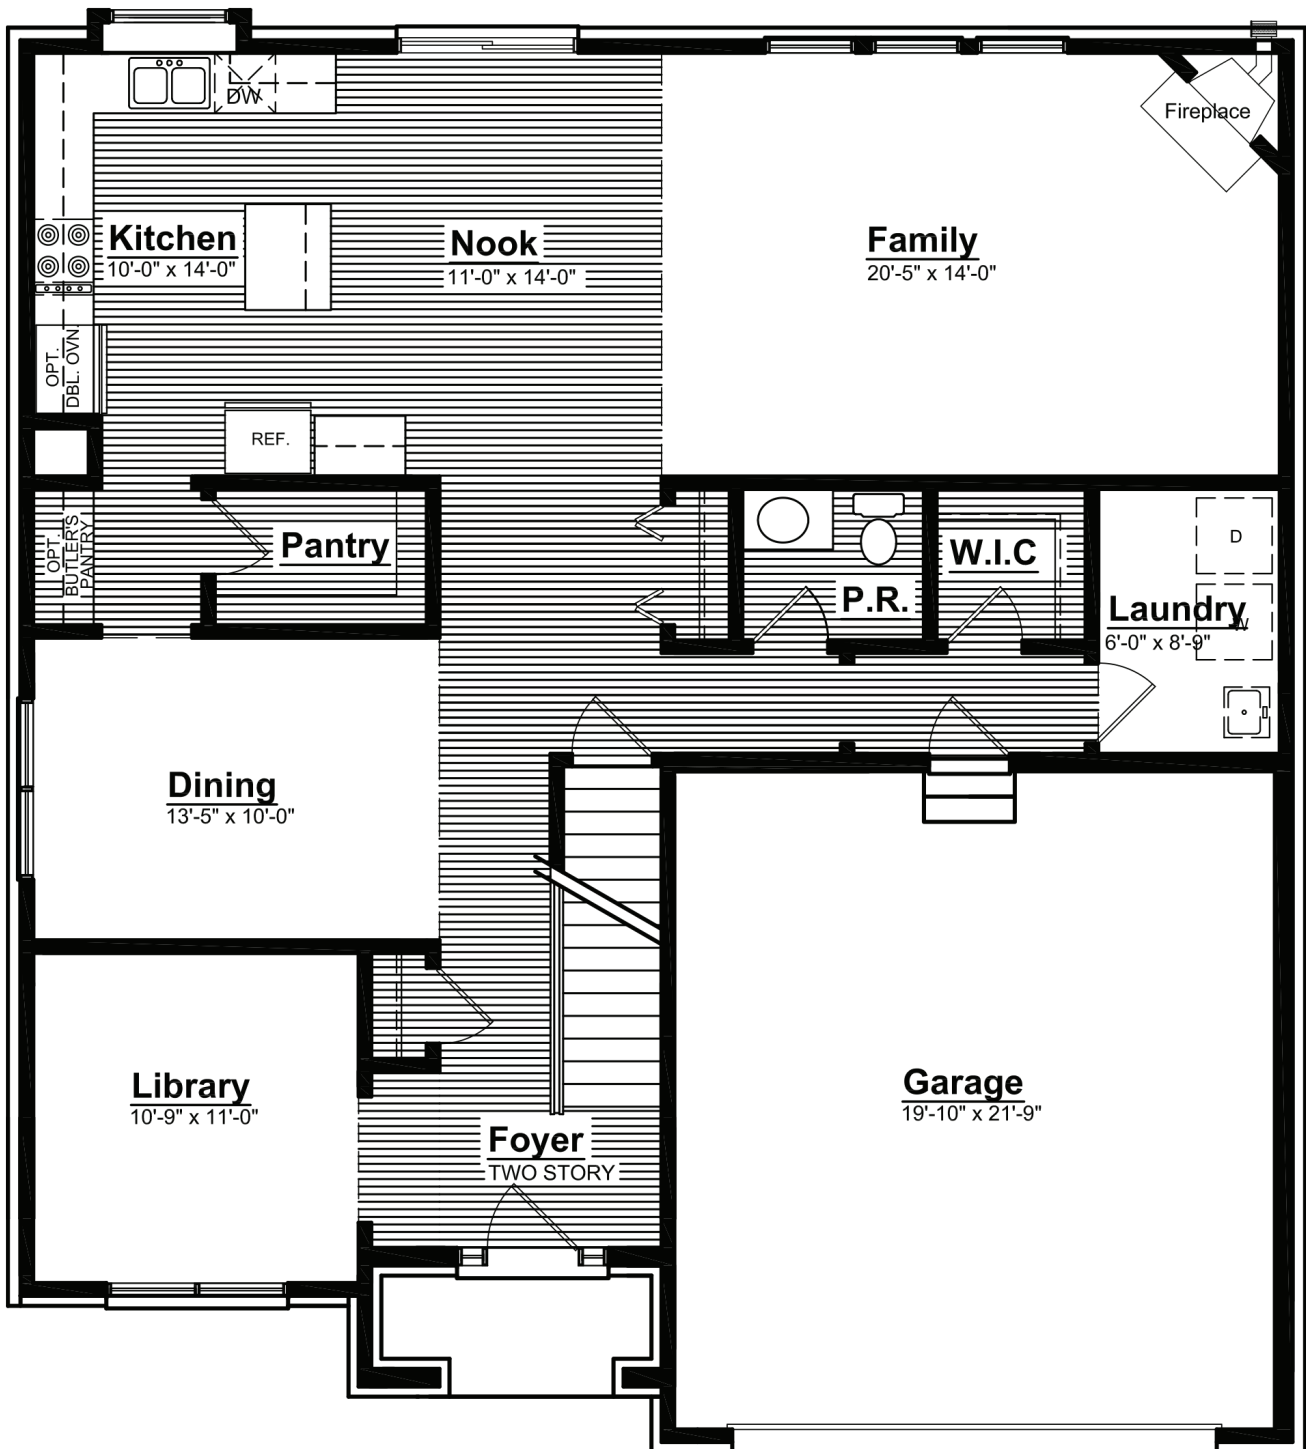 DW
Fireplace
Kitchen
10'-0" x 14'-0"
Nook
11'-0" x 14'-0"
Family
20'-5" x 14'-0"
OPT.
DBL. OVN.
REF.
OPT.
BUTLER'S
PANTRY
Pantry
P.R.
W.I.C
D
Laundry
W
6'-0" x 8'-9"
Dining
13'-5" x 10'-0"
Library
10'-9" x 11'-0"
Foyer
TWO STORY
Garage
19'-10" x 21'-9"